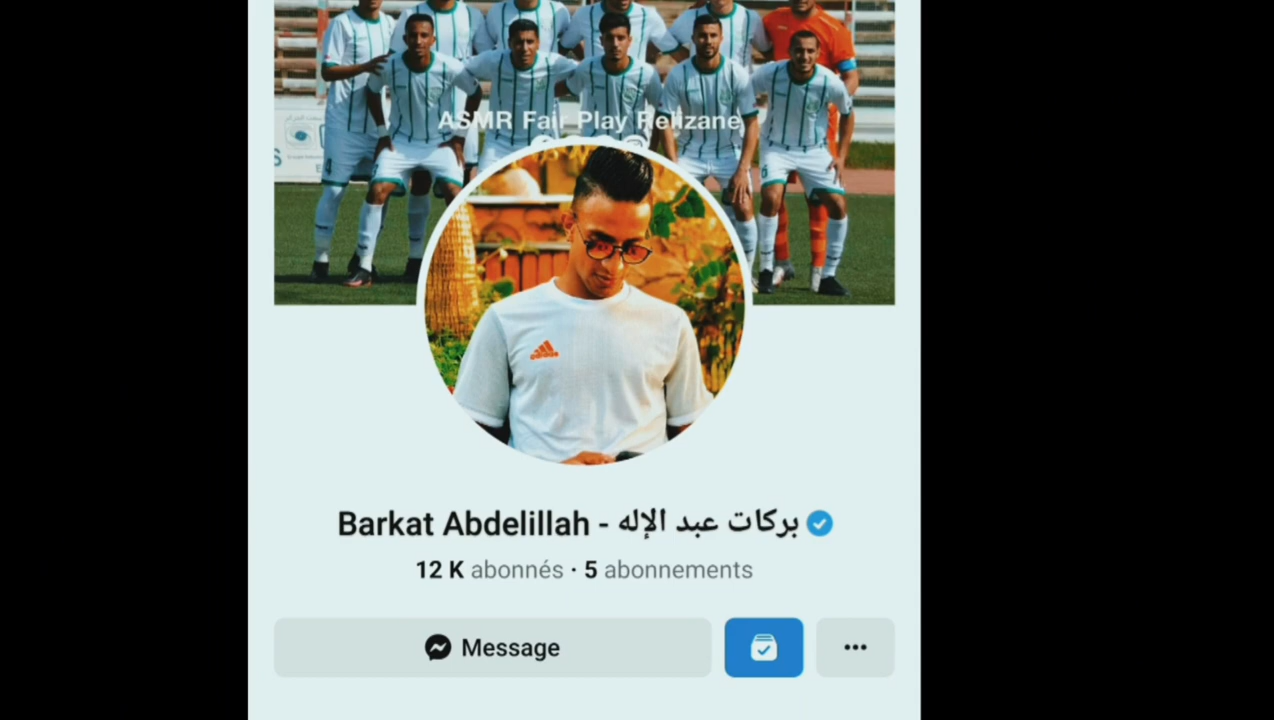 ASMR Fair Play Relizane
Barkat Abdelillah - بركات عبد الإله
12 K abonnés · 5 abonnements
Message